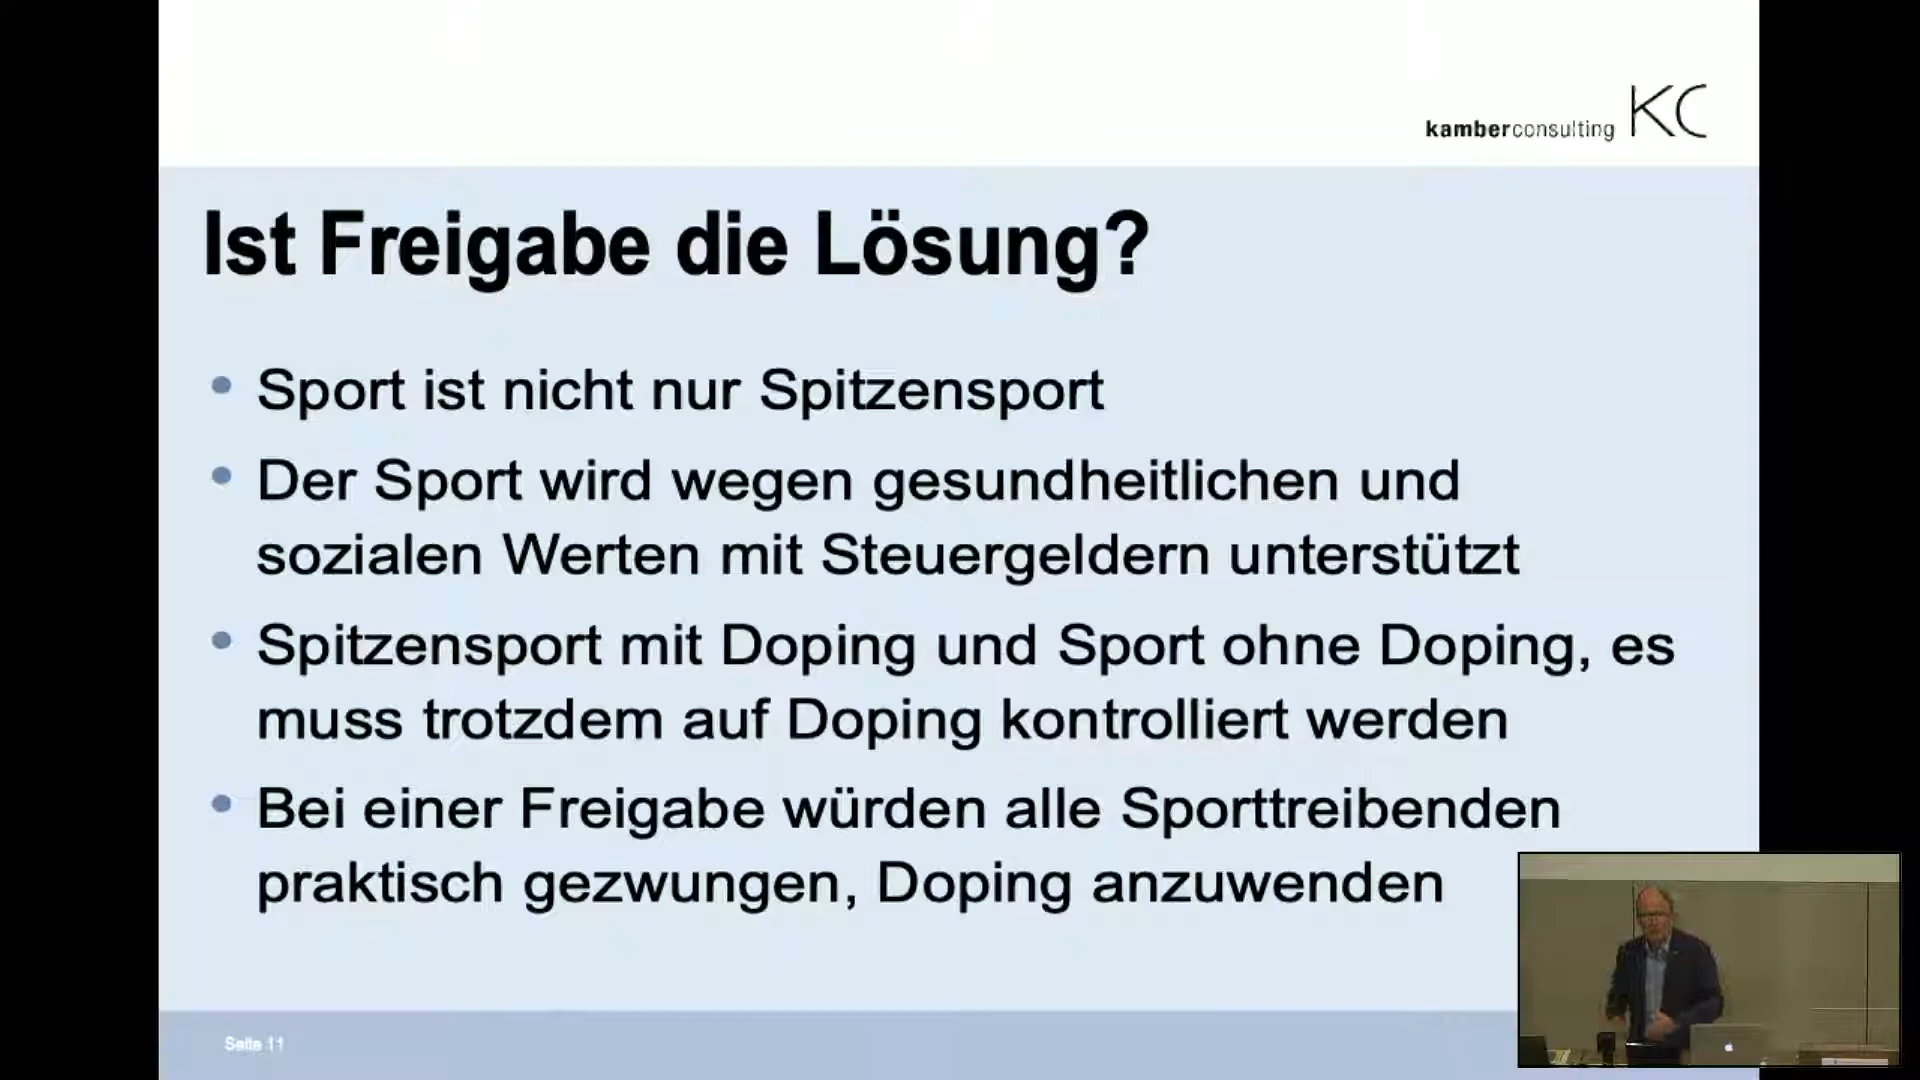 kamberconsulting KC
Ist Freigabe die Lösung?
• Sport ist nicht nur Spitzensport
• Der Sport wird wegen gesundheitlichen und
sozialen Werten mit Steuergeldern unterstützt
• Spitzensport mit Doping und Sport ohne Doping, es
muss trotzdem auf Doping kontrolliert werden
• Bei einer Freigabe würden alle Sporttreibenden
praktisch gezwungen, Doping anzuwenden
Seite 11